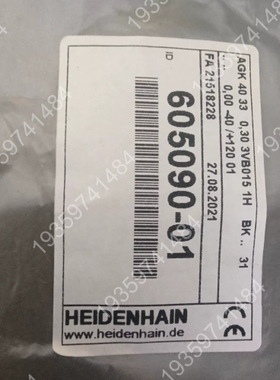 AGK 40 33 0,30 3VB015 1H BK .. 31
.. .. 0,00 -40 /+120 01
FA 21518228 27.08.2021
ID
605090-01
HEIDENHAIN
www.heidenhain.de
CE
19359741484